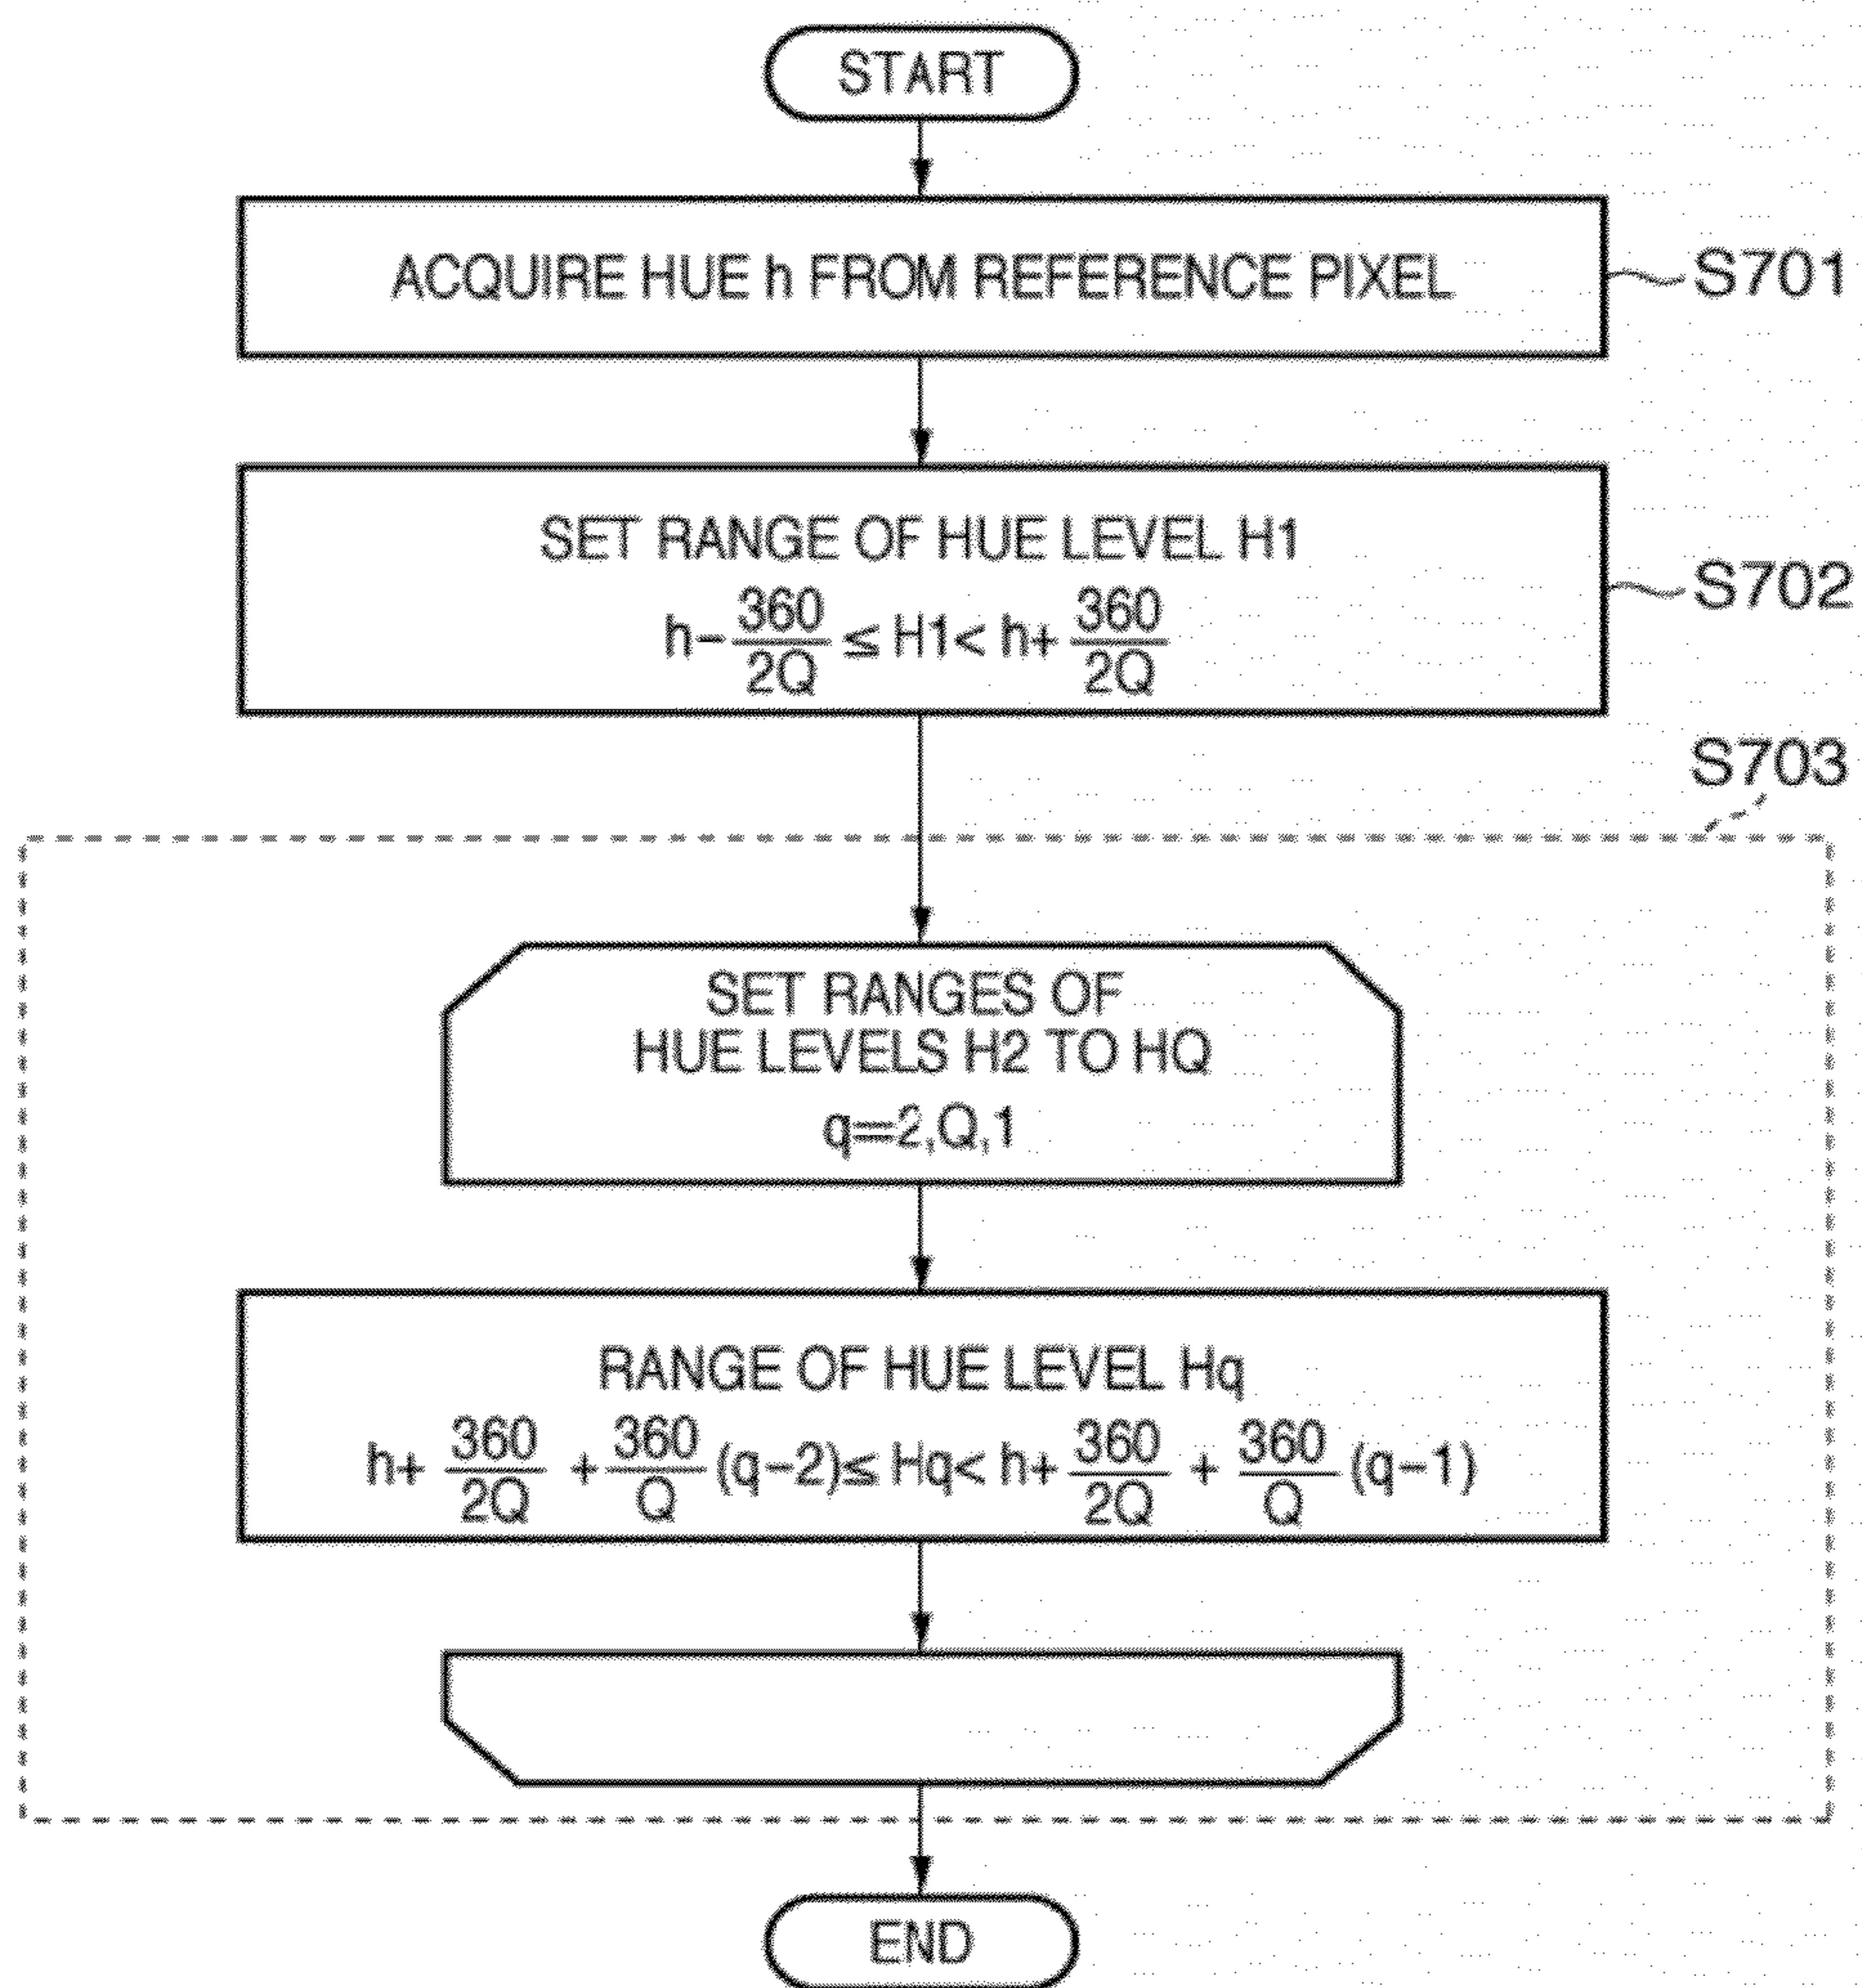 START
ACQUIRE HUE h FROM REFERENCE PIXEL
S701
SET RANGE OF HUE LEVEL H1
h-360/2Q ≤ H1< h+360/2Q
S702
S703
SET RANGES OF
HUE LEVELS H2 TO HQ
q=2,Q,1
RANGE OF HUE LEVEL Hq
h+ 360/2Q +360/Q (q-2)≤ Hq< h+360/2Q + 360/Q (q-1)
END